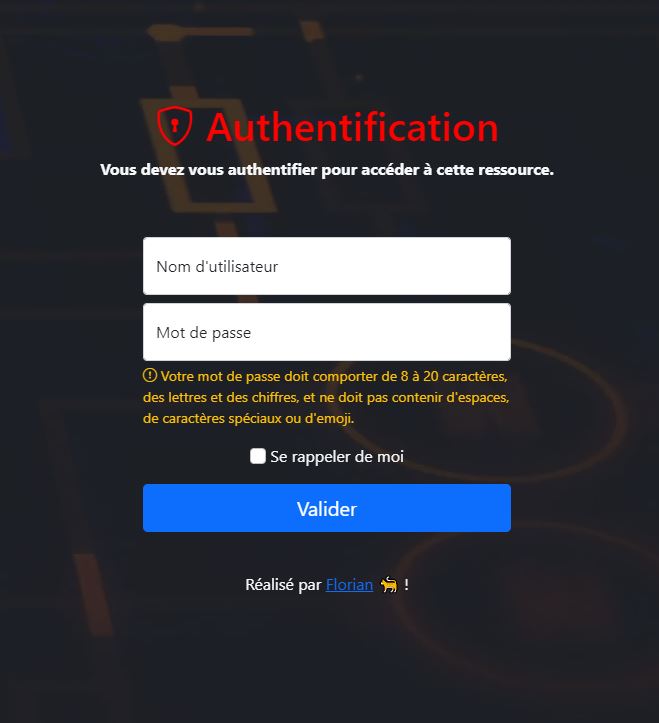 Authentification
Vous devez vous authentifier pour accéder à cette ressource.
Nom d'utilisateur
Mot de passe
Votre mot de passe doit comporter de 8 à 20 caractères,
des lettres et des chiffres, et ne doit pas contenir d'espaces,
de caractères spéciaux ou d'emoji.
Se rappeler de moi
Valider
Réalisé par Florian 🐆 !